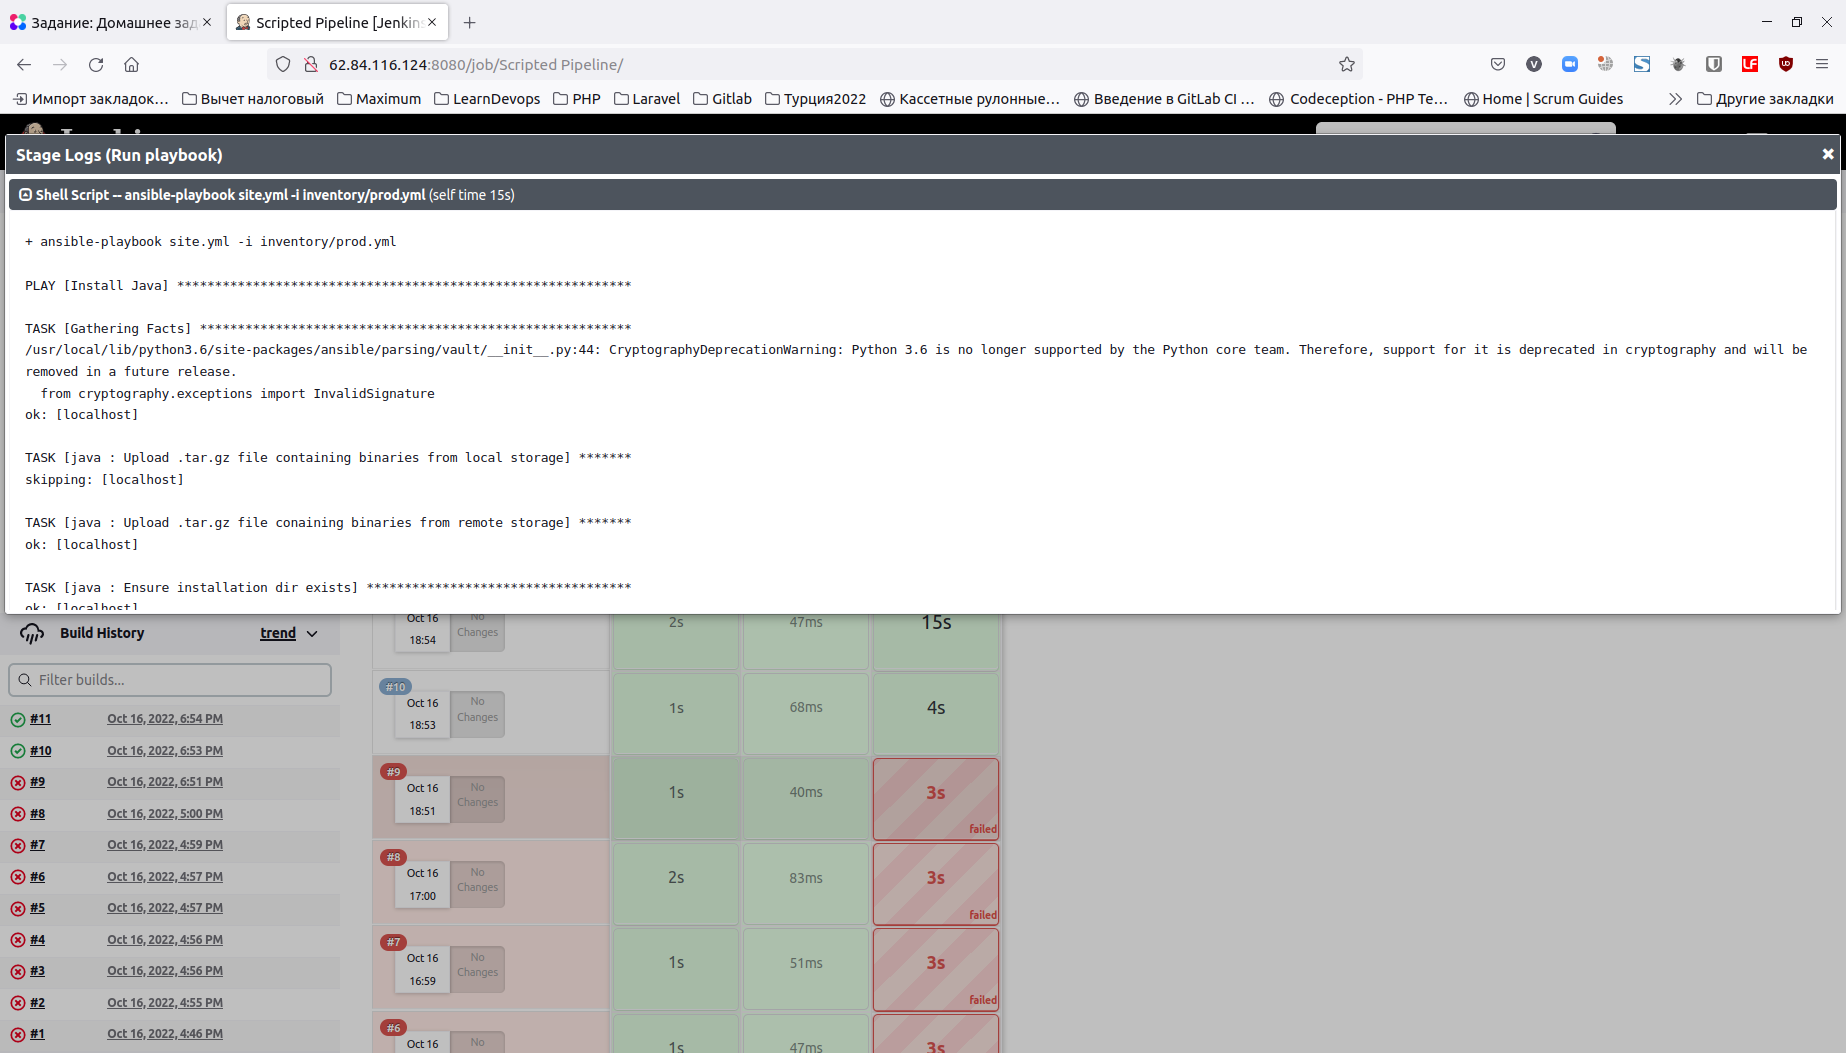 Задание: Домашнее зад
Scripted Pipeline [Jenkins
62.84.116.124:8080/job/Scripted Pipeline/
Импорт закладок… Вычет налоговый Maximum LearnDevops PHP Laravel Gitlab Турция2022 Кассетные рулонные… Введение в GitLab CI … Codeception - PHP Te… Home | Scrum Guides Другие закладки
Stage Logs (Run playbook)
Shell Script -- ansible-playbook site.yml -i inventory/prod.yml (self time 15s)
+ ansible-playbook site.yml -i inventory/prod.yml
PLAY [Install Java] ************************************************************
TASK [Gathering Facts] *********************************************************
/usr/local/lib/python3.6/site-packages/ansible/parsing/vault/__init__.py:44: CryptographyDeprecationWarning: Python 3.6 is no longer supported by the Python core team. Therefore, support for it is deprecated in cryptography and will be
removed in a future release.
from cryptography.exceptions import InvalidSignature
ok: [localhost]
TASK [java : Upload .tar.gz file containing binaries from local storage] *******
skipping: [localhost]
TASK [java : Upload .tar.gz file conaining binaries from remote storage] *******
ok: [localhost]
TASK [java : Ensure installation dir exists] ***********************************
ok: [localhost]
Build History trend
Filter builds...
#11 Oct 16, 2022, 6:54 PM
#10 Oct 16, 2022, 6:53 PM
#9 Oct 16, 2022, 6:51 PM
#8 Oct 16, 2022, 5:00 PM
#7 Oct 16, 2022, 4:59 PM
#6 Oct 16, 2022, 4:57 PM
#5 Oct 16, 2022, 4:57 PM
#4 Oct 16, 2022, 4:56 PM
#3 Oct 16, 2022, 4:56 PM
#2 Oct 16, 2022, 4:55 PM
#1 Oct 16, 2022, 4:46 PM
Oct 16
18:54
No
Changes
2s 47ms 15s
#10
Oct 16
18:53
No
Changes
1s 68ms 4s
#9
Oct 16
18:51
No
Changes
1s 40ms 3s
failed
#8
Oct 16
17:00
No
Changes
2s 83ms 3s
failed
#7
Oct 16
16:59
No
Changes
1s 51ms 3s
failed
#6
Oct 16
No
1s 47ms 3s